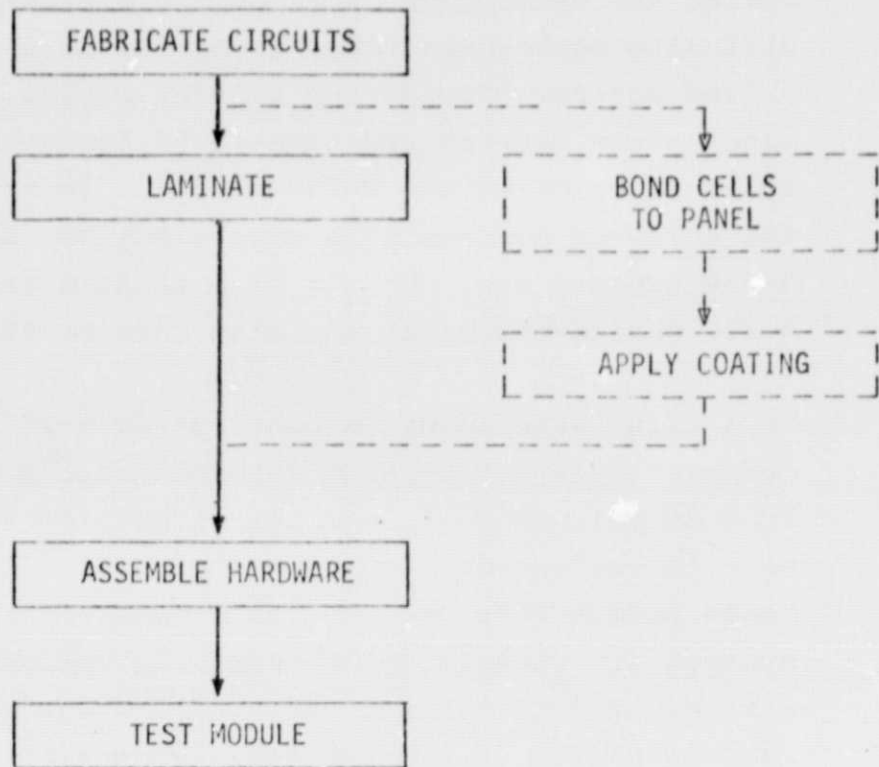 FABRICATE CIRCUITS
LAMINATE
BOND CELLS
TO PANEL
APPLY COATING
ASSEMBLE HARDWARE
TEST MODULE